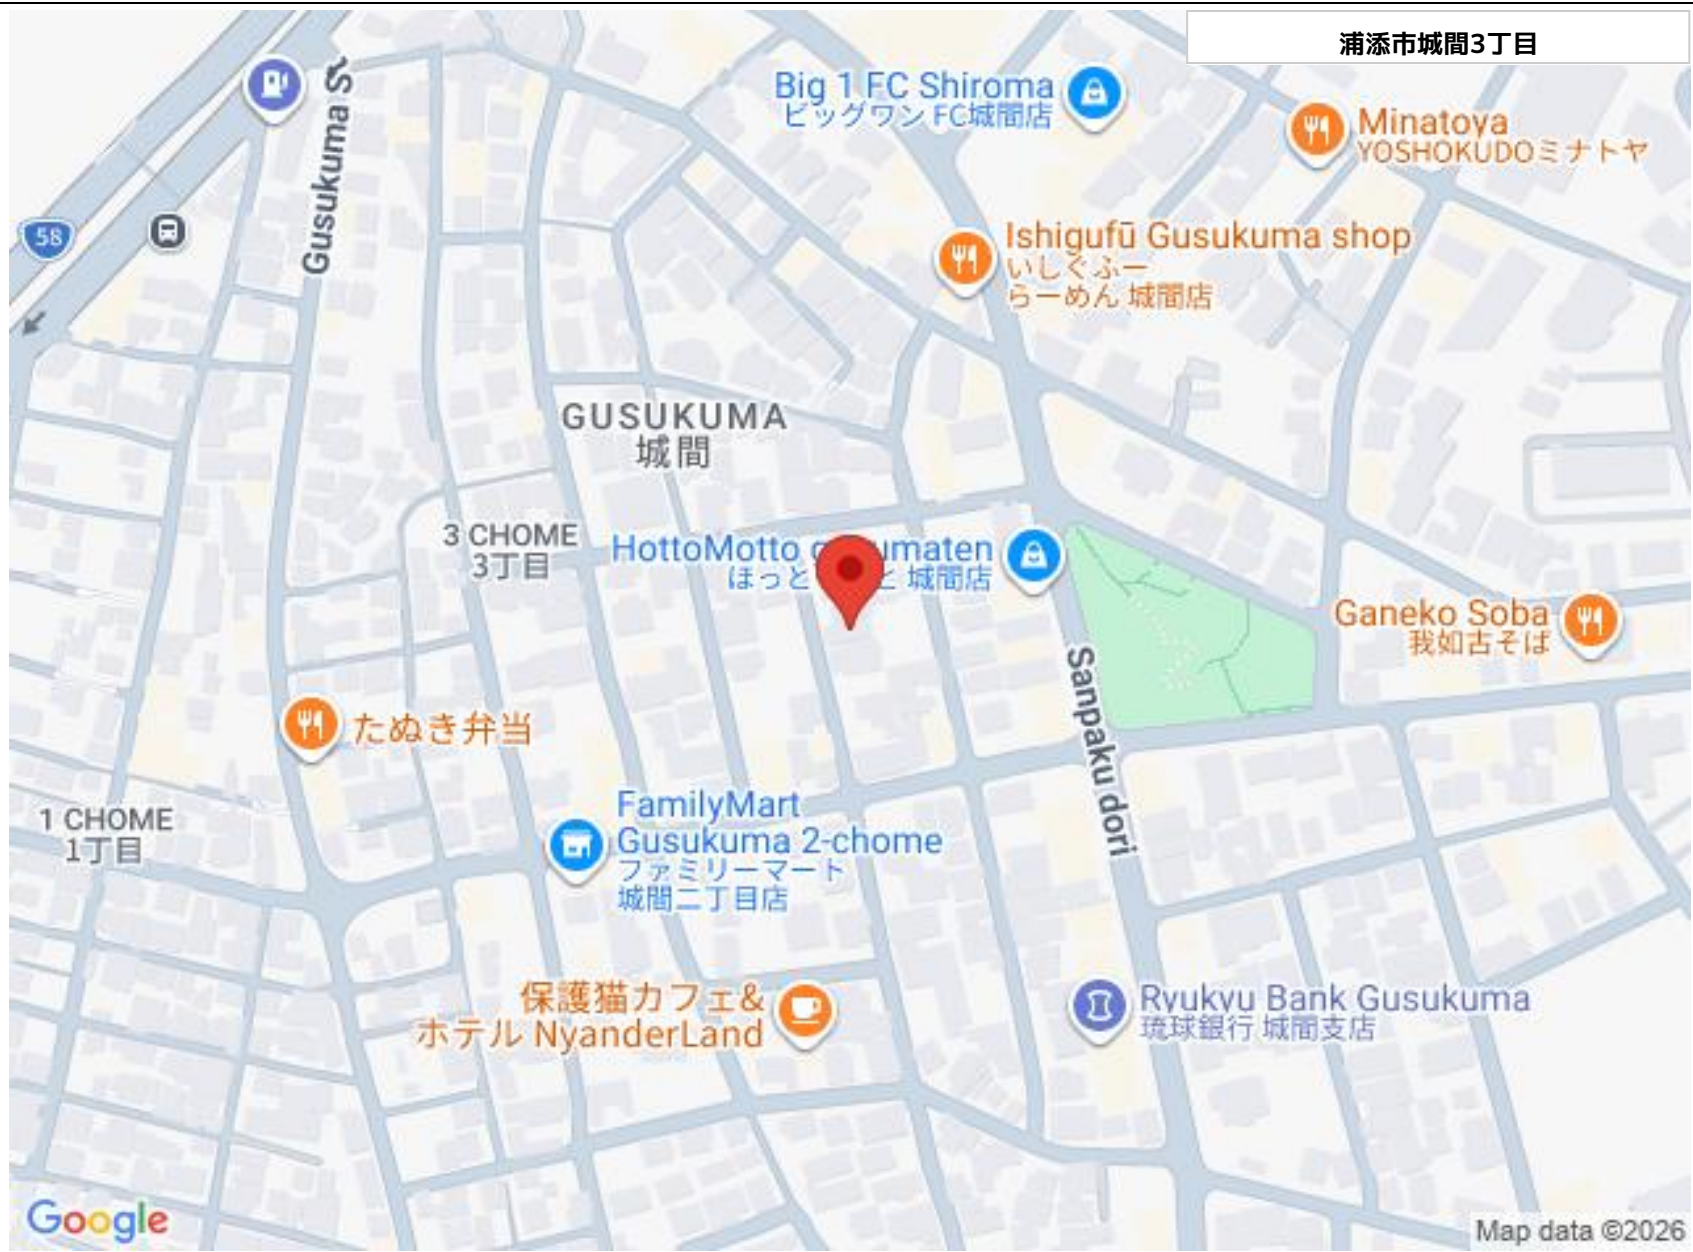 浦添市城間3丁目
Big 1 FC Shiroma
ビッグワン FC城間店
Minatoya
YOSHOKUDOミナトヤ
Gusukuma St
58
Ishigufū Gusukuma shop
いしぐふー
らーめん 城間店
GUSUKUMA
城間
3 CHOME
3丁目
HottoMotto
ほっと
城間店
Ganeko Soba
我如古そば
Sanpaku dori
たぬき弁当
1 CHOME
1丁目
FamilyMart
Gusukuma 2-chome
ファミリーマート
城間二丁目店
保護猫カフェ&
ホテル NyanderLand
Ryukyu Bank Gusukuma
琉球銀行 城間支店
Google
Map data ©2026